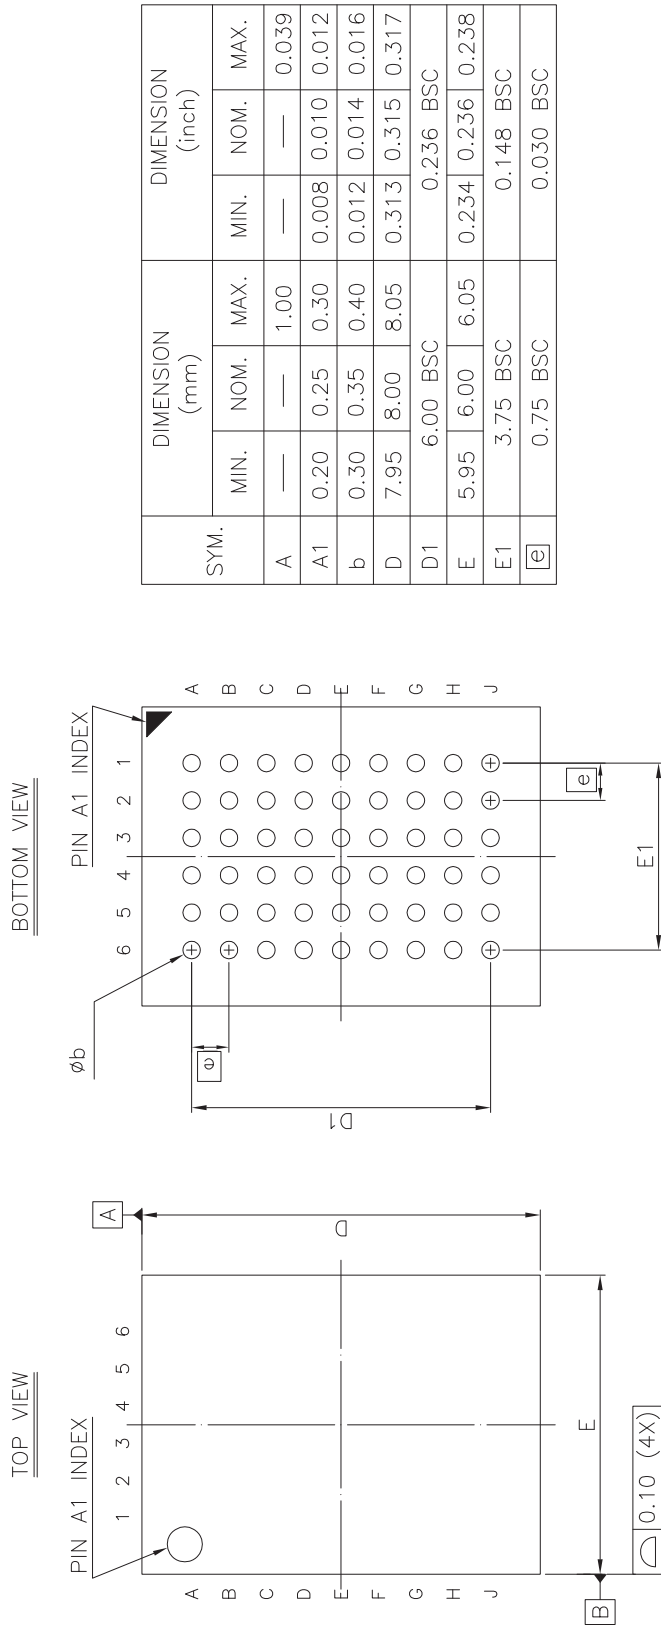 TOP VIEW
PIN A1 INDEX
1 2 3 4 5 6
A
B
C
D
E
F
G
H
J
A
D
E
B
0.10 (4X)
BOTTOM VIEW
PIN A1 INDEX
øb
6 5 4 3 2 1
A
B
C
D
E
F
G
H
J
e
D1
e
E1
SYM. DIMENSION (mm) DIMENSION (inch)
MIN. NOM. MAX. MIN. NOM. MAX.
A — — 1.00 — — 0.039
A1 0.20 0.25 0.30 0.008 0.010 0.012
b 0.30 0.35 0.40 0.012 0.014 0.016
D 7.95 8.00 8.05 0.313 0.315 0.317
D1 6.00 BSC 0.236 BSC
E 5.95 6.00 6.05 0.234 0.236 0.238
E1 3.75 BSC 0.148 BSC
e 0.75 BSC 0.030 BSC